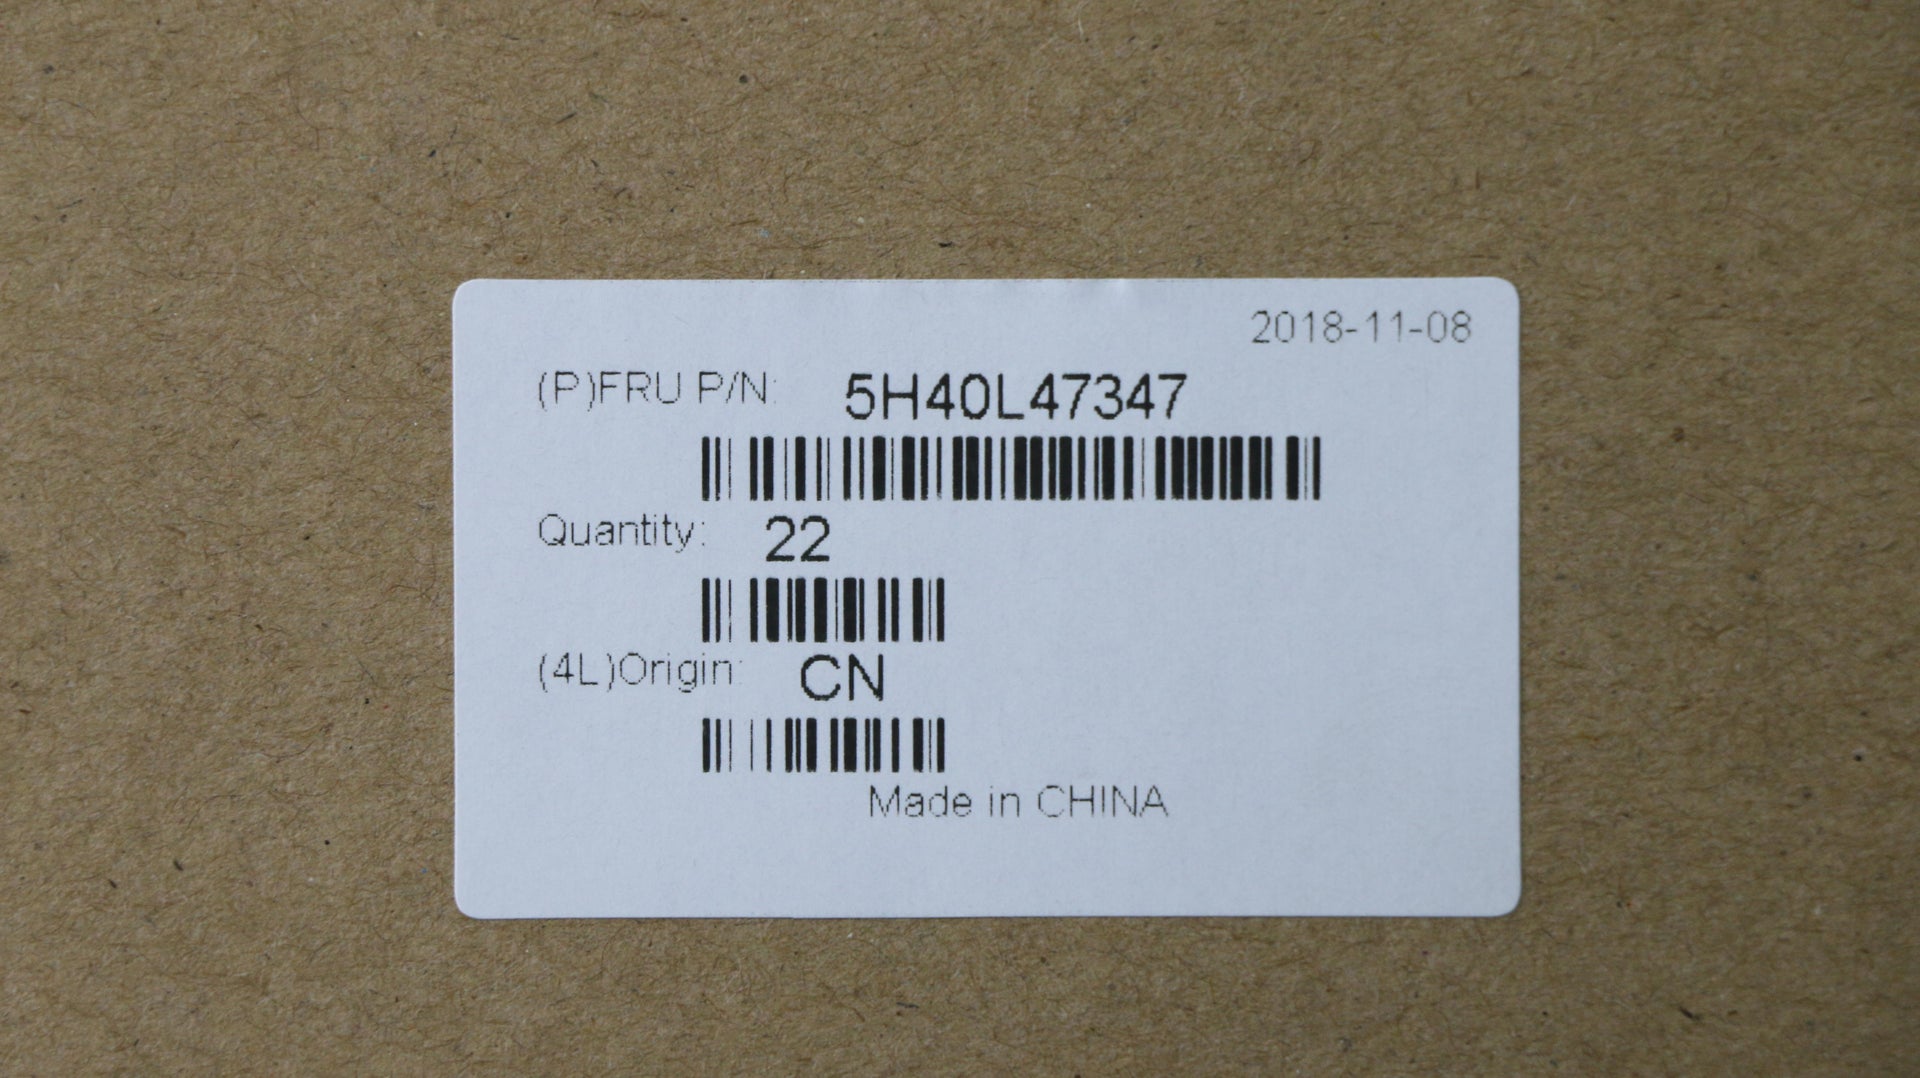 2018-11-08
(P)FRU P/N: 5H40L47347
Quantity: 22
(4L)Origin: CN
Made in CHINA